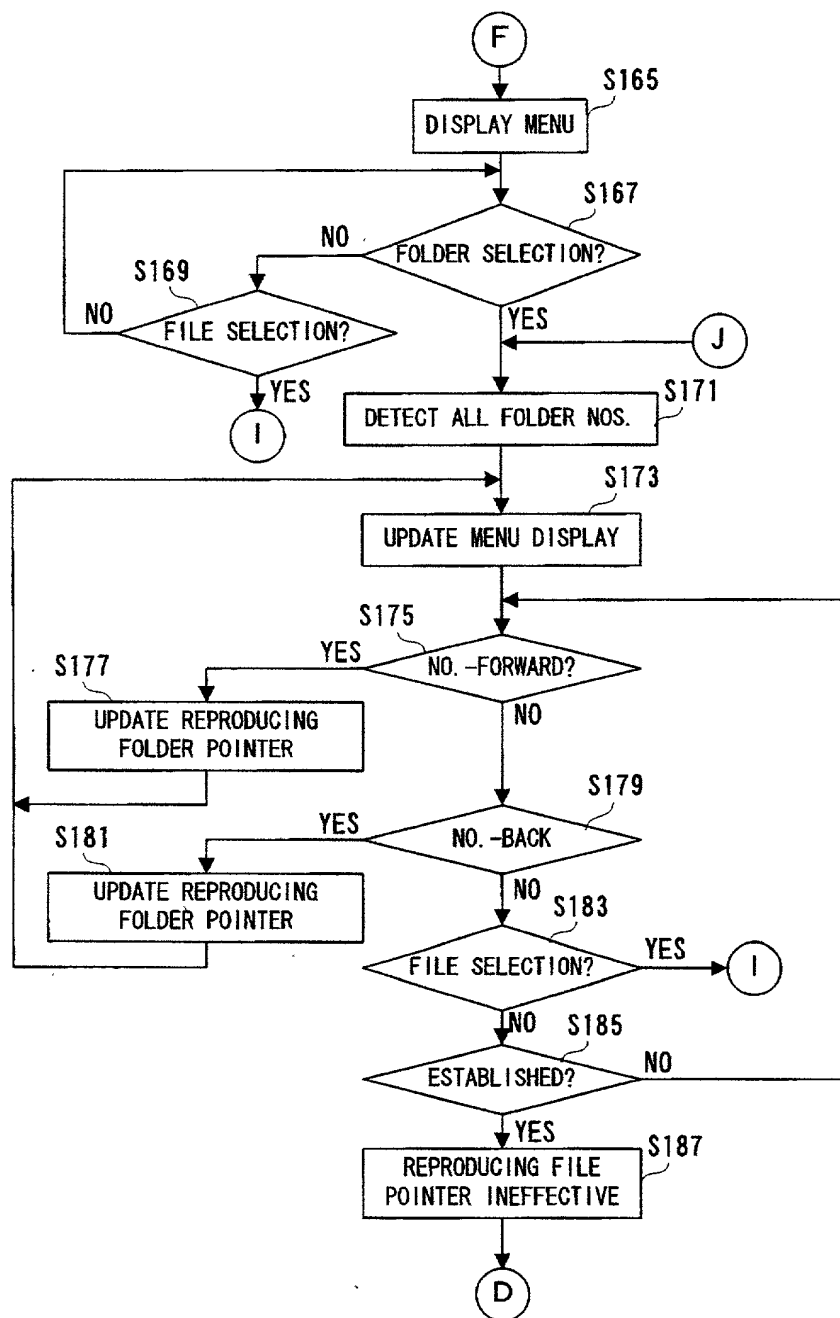 F
S165
DISPLAY MENU
S167
NO
FOLDER SELECTION?
S169
NO
FILE SELECTION?
YES
YES
J
I
S171
DETECT ALL FOLDER NOS.
S173
UPDATE MENU DISPLAY
S175
YES
NO.-FORWARD?
S177
NO
UPDATE REPRODUCING
FOLDER POINTER
S179
YES
NO.-BACK
S181
NO
UPDATE REPRODUCING
FOLDER POINTER
S183
FILE SELECTION?
YES
I
NO
S185
ESTABLISHED?
NO
YES
S187
REPRODUCING FILE
POINTER INEFFECTIVE
D